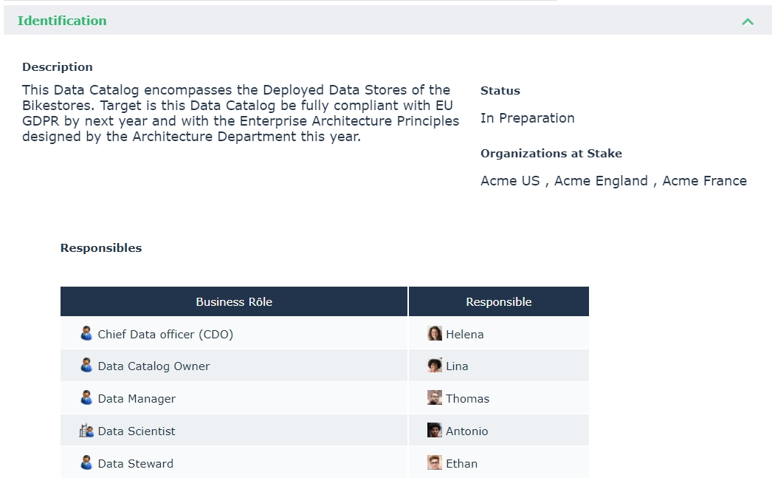 Identification
Description
This Data Catalog encompasses the Deployed Data Stores of the
Bikestores. Target is this Data Catalog be fully compliant with EU
GDPR by next year and with the Enterprise Architecture Principles
designed by the Architecture Department this year.
Status
In Preparation
Organizations at Stake
Acme US , Acme England , Acme France
Responsibles
Business Rôle Responsible
Chief Data officer (CDO) Helena
Data Catalog Owner Lina
Data Manager Thomas
Data Scientist Antonio
Data Steward Ethan